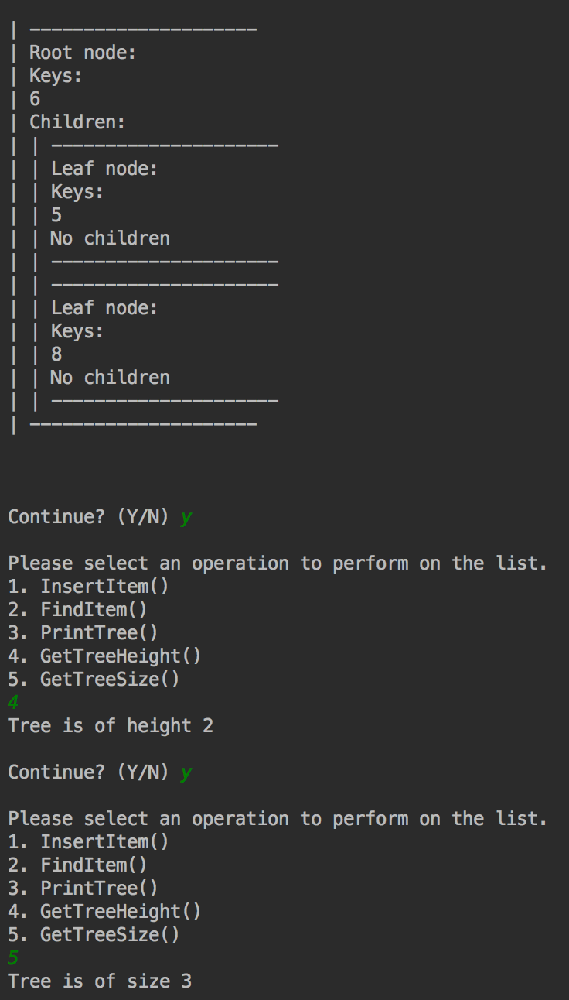 | ---------------------
| Root node:
| Keys:
| 6
| Children:
| | ---------------------
| | Leaf node:
| | Keys:
| | 5
| | No children
| | ---------------------
| | ---------------------
| | Leaf node:
| | Keys:
| | 8
| | No children
| | ---------------------
| ---------------------
Continue? (Y/N) y
Please select an operation to perform on the list.
1. InsertItem()
2. FindItem()
3. PrintTree()
4. GetTreeHeight()
5. GetTreeSize()
4
Tree is of height 2
Continue? (Y/N) y
Please select an operation to perform on the list.
1. InsertItem()
2. FindItem()
3. PrintTree()
4. GetTreeHeight()
5. GetTreeSize()
5
Tree is of size 3